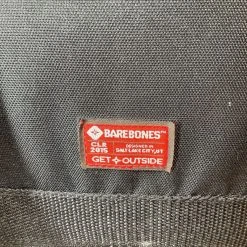 BAREBONES™
CLR 2015
DESIGNED IN
SALT LAKE CITY, UT
GET OUTSIDE